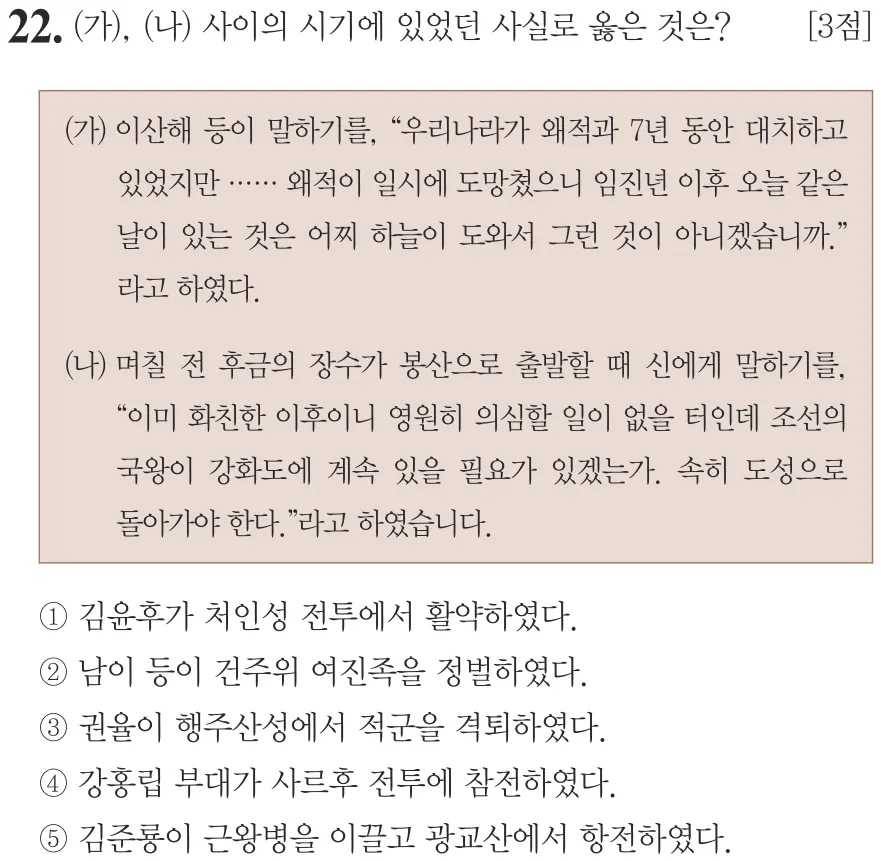 22. (가), (나) 사이의 시기에 있었던 사실로 옳은 것은? [3점]
(가) 이산해 등이 말하기를, “우리나라가 왜적과 7년 동안 대치하고
있었지만 …… 왜적이 일시에 도망쳤으니 임진년 이후 오늘 같은
날이 있는 것은 어찌 하늘이 도와서 그런 것이 아니겠습니까.”
라고 하였다.
(나) 며칠 전 후금의 장수가 봉산으로 출발할 때 신에게 말하기를,
“이미 화친한 이후이니 영원히 의심할 일이 없을 터인데 조선의
국왕이 강화도에 계속 있을 필요가 있겠는가. 속히 도성으로
돌아가야 한다.”라고 하였습니다.
① 김윤후가 처인성 전투에서 활약하였다.
② 남이 등이 건주위 여진족을 정벌하였다.
③ 권율이 행주산성에서 적군을 격퇴하였다.
④ 강홍립 부대가 사르후 전투에 참전하였다.
⑤ 김준룡이 근왕병을 이끌고 광교산에서 항전하였다.